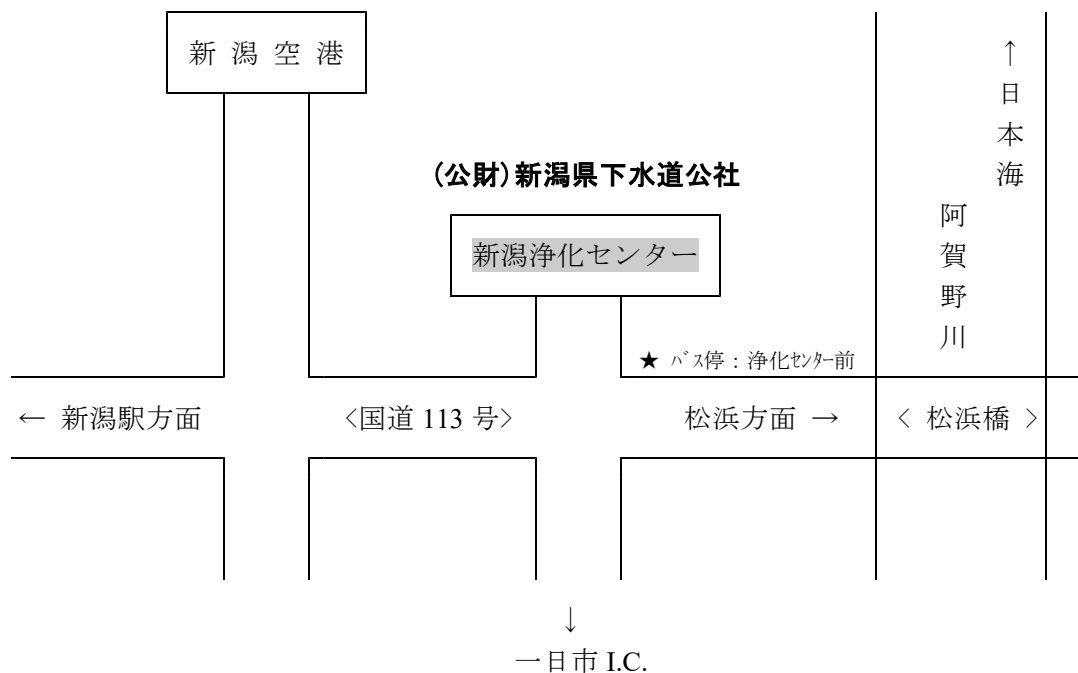 新 潟 空 港
↑日本海
(公財)新潟県下水道公社
阿賀野川
新潟浄化センター
★ ﾊﾞｽ停：浄化ｾﾝﾀｰ前
← 新潟駅方面
<国道 113 号>
松浜方面 →
< 松浜橋 >
↓
一日市 I.C.